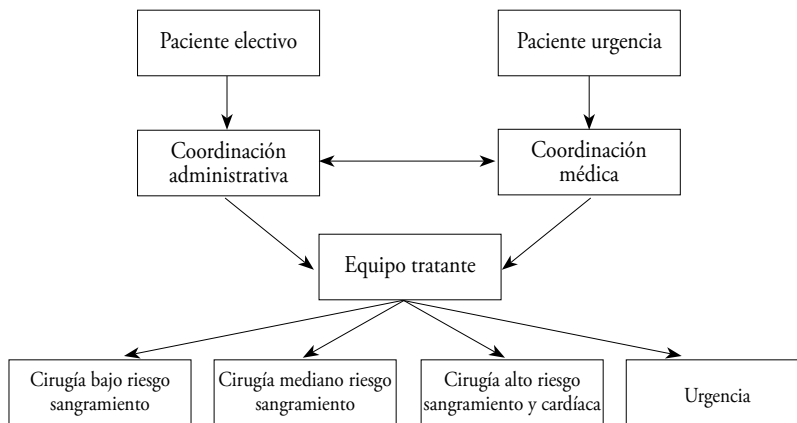 Paciente electivo
Paciente urgencia
Coordinación
administrativa
Coordinación
médica
Equipo tratante
Cirugía bajo riesgo
sangramiento
Cirugía mediano riesgo
sangramiento
Cirugía alto riesgo
sangramiento y cardíaca
Urgencia